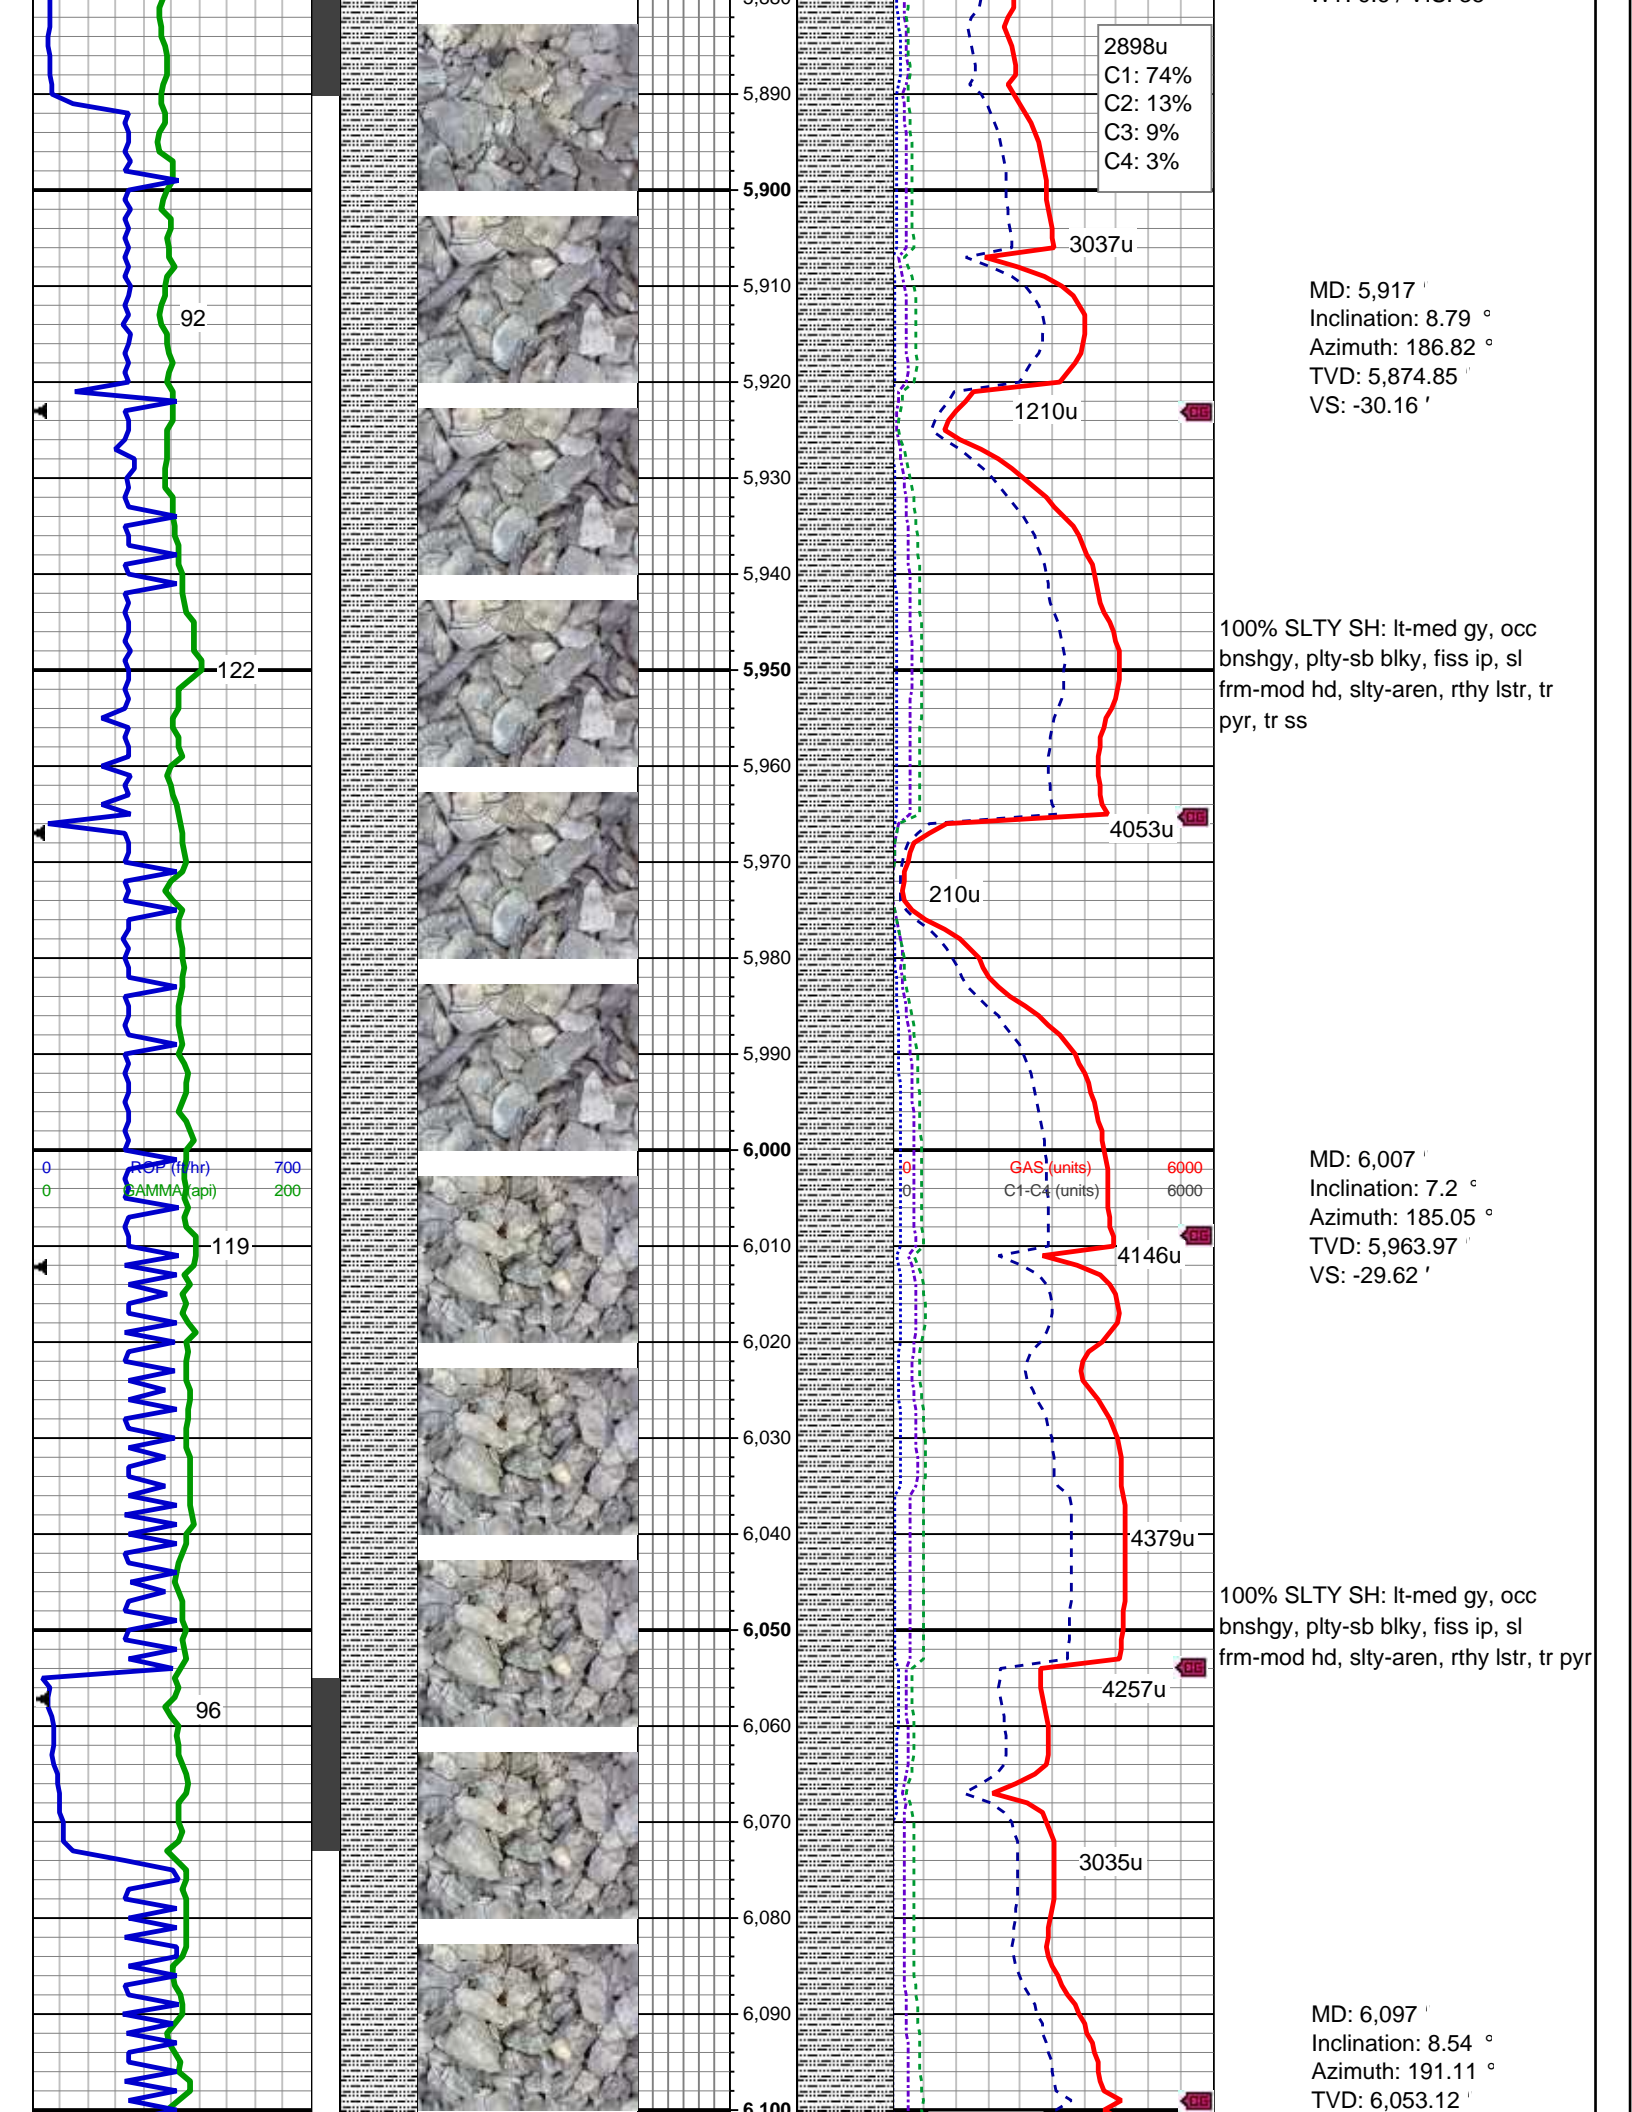 2898u
C1: 74%
C2: 13%
C3: 9%
C4: 3%
5,890
5,900
3037u
5,910
MD: 5,917 '
Inclination: 8.79 °
Azimuth: 186.82 °
TVD: 5,874.85 '
VS: -30.16 '
92
5,920
1210u
DG
5,930
5,940
100% SLTY SH: lt-med gy, occ
bnshgy, plty-sb blky, fiss ip, sl
frm-mod hd, slty-aren, rthy lstr, tr
pyr, tr ss
122
5,950
5,960
DG
4053u
5,970
210u
5,980
5,990
6,000
0 ROP (ft/hr) 700
0 GAMMA (api) 200
0 GAS (units) 6000
0 C1-C4 (units) 6000
MD: 6,007 '
Inclination: 7.2 °
Azimuth: 185.05 °
TVD: 5,963.97 '
VS: -29.62 '
DG
119
6,010
4146u
6,020
6,030
6,040
4379u
100% SLTY SH: lt-med gy, occ
bnshgy, plty-sb blky, fiss ip, sl
frm-mod hd, slty-aren, rthy lstr, tr pyr
6,050
DG
4257u
96
6,060
6,070
3035u
6,080
6,090
MD: 6,097 '
Inclination: 8.54 °
Azimuth: 191.11 °
TVD: 6,053.12 '
DG
6,100